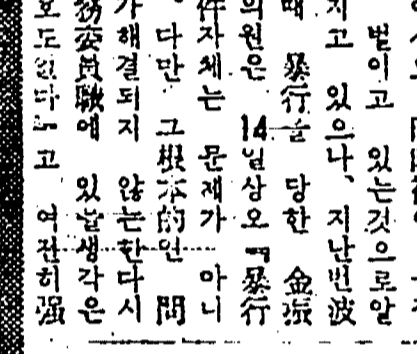 벌이고 있는것으로알
지고 있으나、지난번波
때 暴行을 당한 金
의원은 14일상오『暴行
件자체는 문제가 아니
다만 그根本的인 問
가해결되지 않는한다시
務委員職에 있을생각은
호도없다』고 여전히强